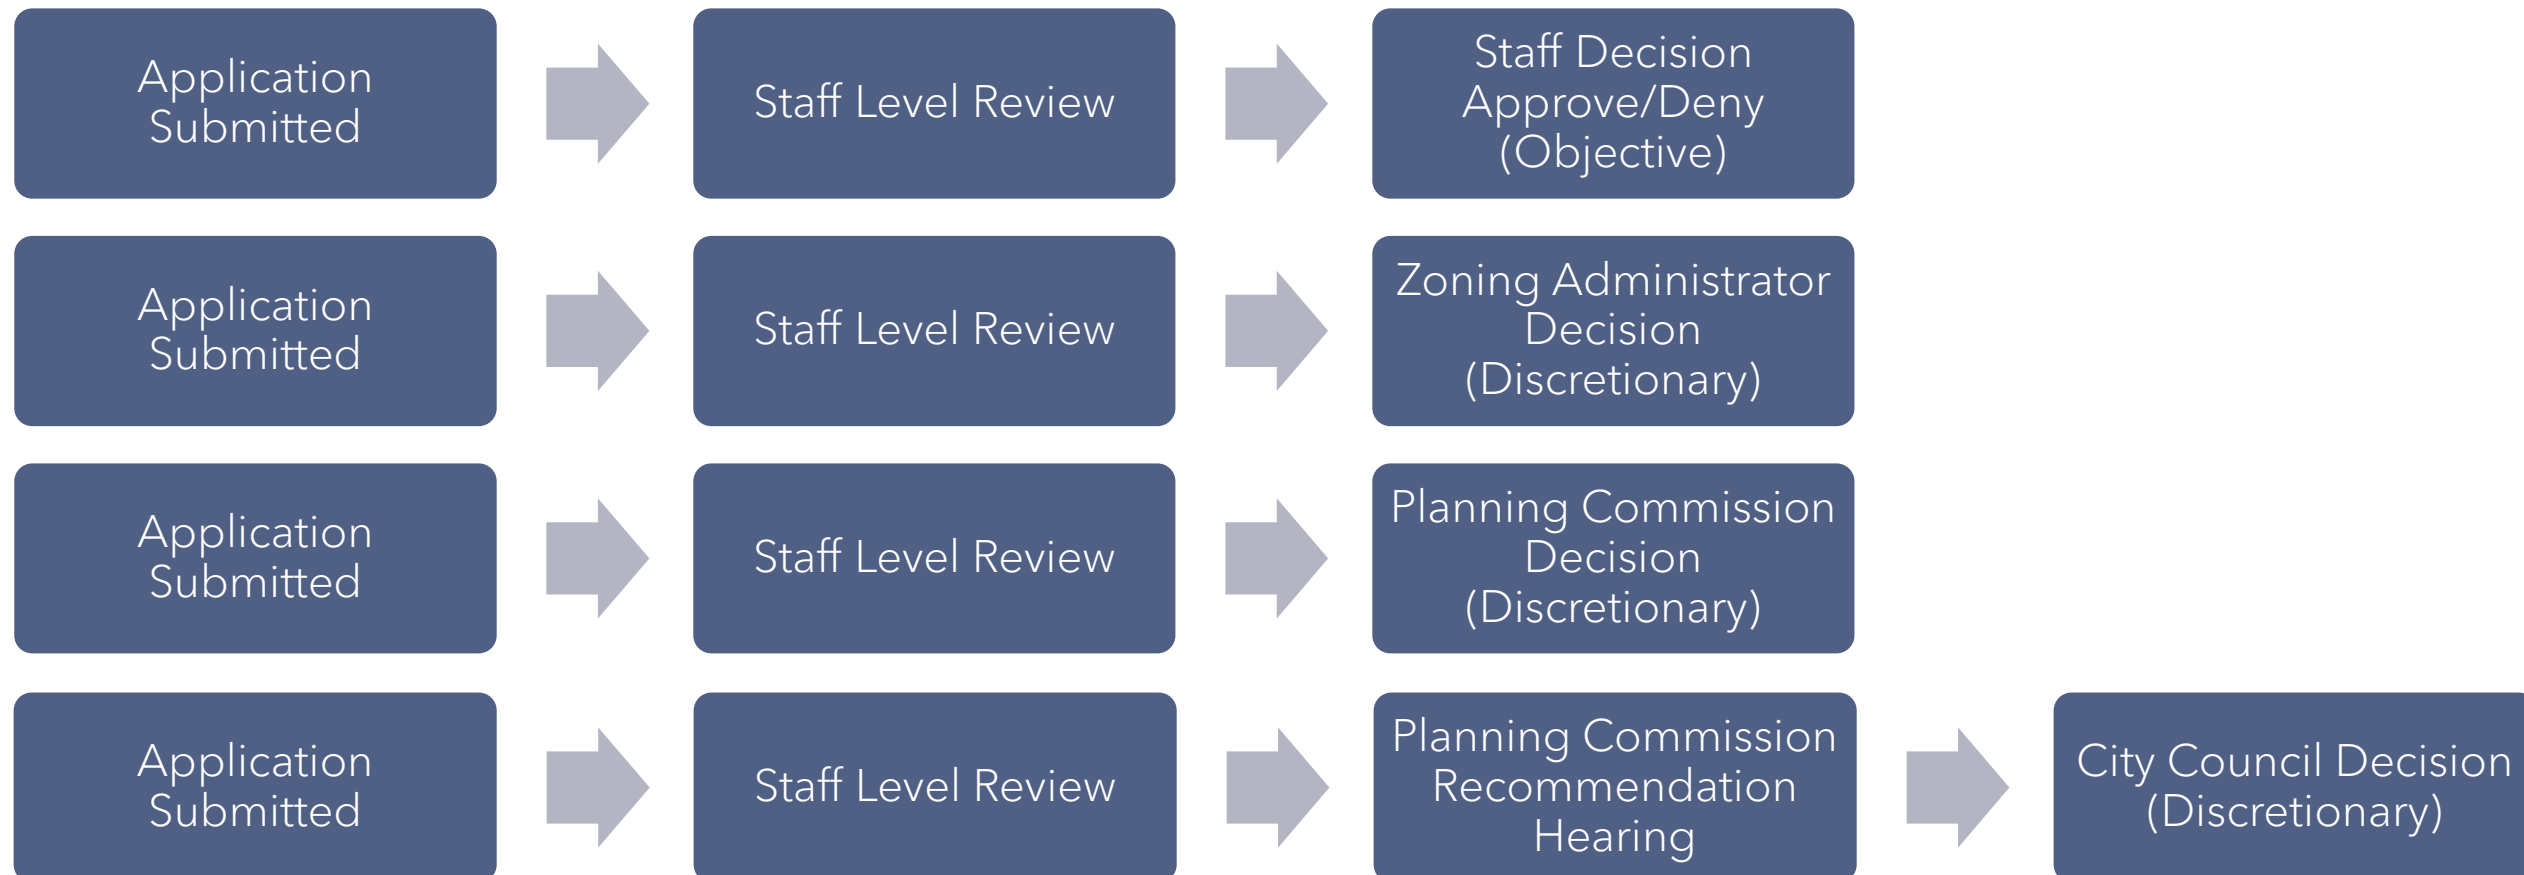 Application
Submitted
Staff Level Review
Staff Decision
Approve/Deny
(Objective)
Application
Submitted
Staff Level Review
Zoning Administrator
Decision
(Discretionary)
Application
Submitted
Staff Level Review
Planning Commission
Decision
(Discretionary)
Application
Submitted
Staff Level Review
Planning Commission
Recommendation
Hearing
City Council Decision
(Discretionary)